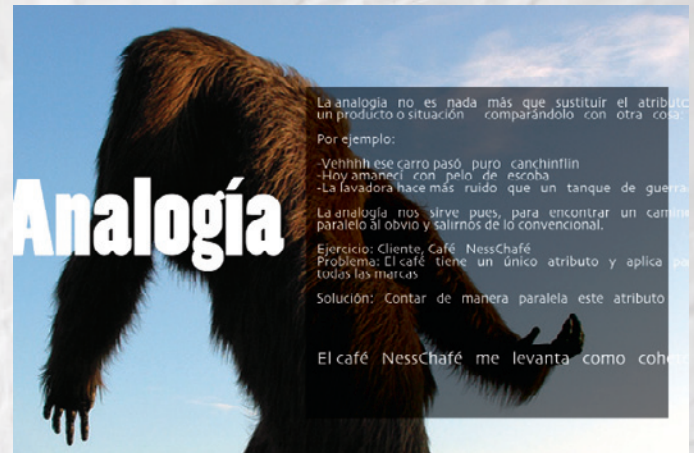 Analogía
La analogía no es nada más que sustituir el atributo
un producto o situación comparándolo con otra cosa:
Por ejemplo:
-Vehhhh ese carro pasó puro canchinflin
-Hoy amanecí con pelo de escoba
-La lavadora hace más ruido que un tanque de guerra
La analogía nos sirve pues, para encontrar un camino
paralelo al obvio y salirnos de lo convencional.
Ejercicio: Cliente, Café NessChafé
Problema: El café tiene un único atributo y aplica
todas las marcas
Solución: Contar de manera paralela este atributo
El café NessChafé me levanta como